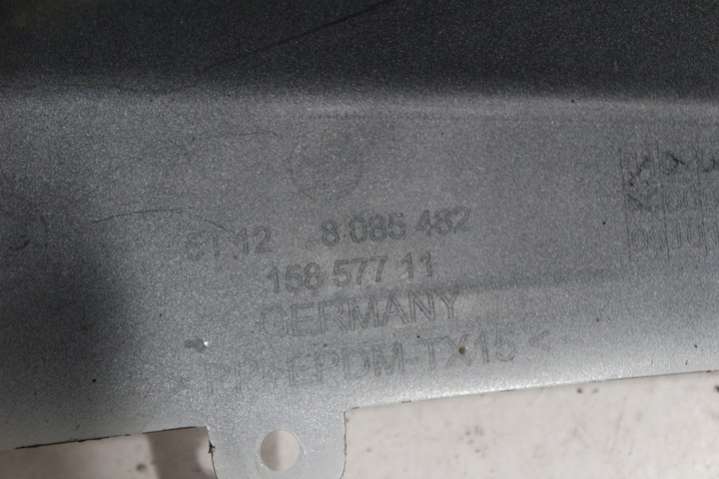 51.12 8 085 482
158 577 11
GERMANY
>PP+EPDM-TX15<